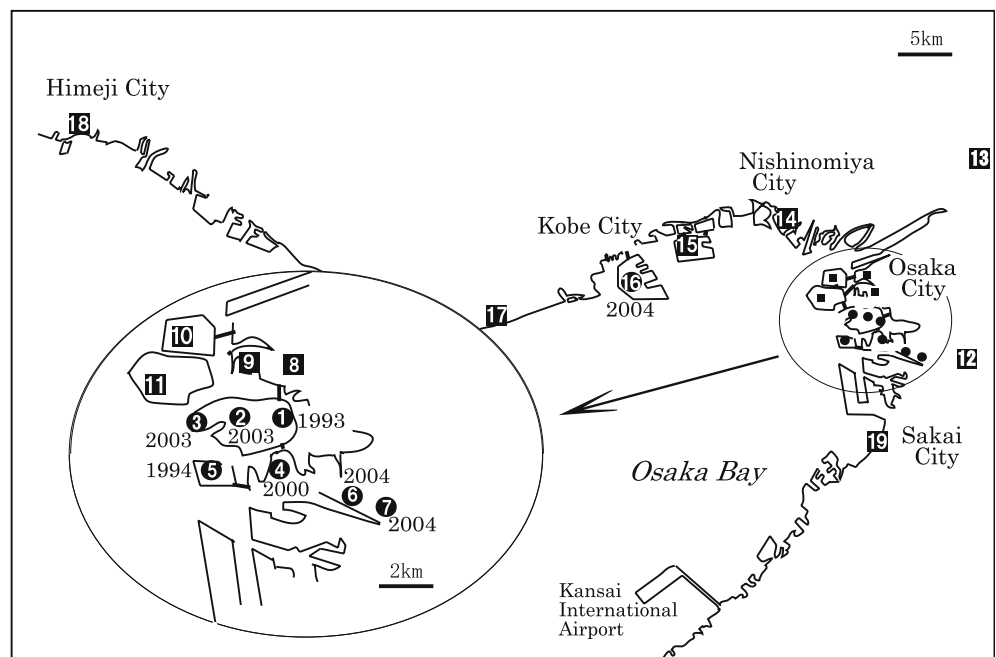 5km
Himeji City
18
13
Nishinomiya
City
14
Kobe City
15
16
2004
17
Osaka
City
12
10
9
8
11
3
2
1
1993
2003
2003
1994
5
4
2000
2004
6
7
2004
19
Sakai
City
Osaka Bay
2km
Kansai
International
Airport